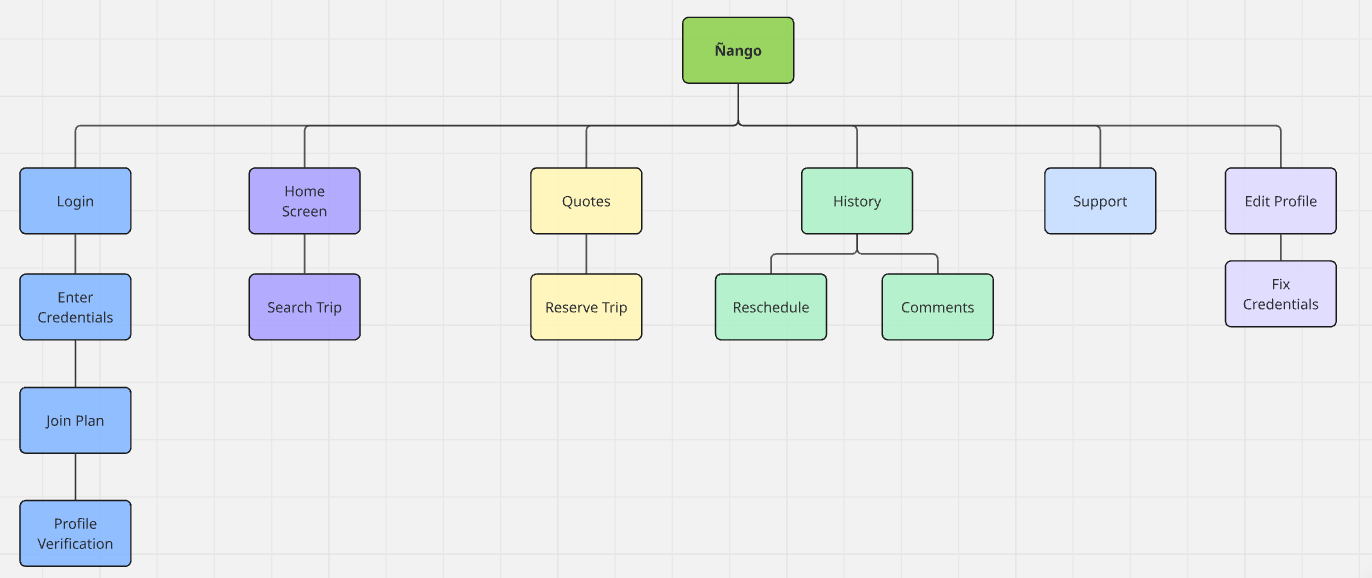 Ñango
Login
Home
Screen
Quotes
History
Support
Edit Profile
Enter
Credentials
Search Trip
Reserve Trip
Reschedule
Comments
Fix
Credentials
Join Plan
Profile
Verification